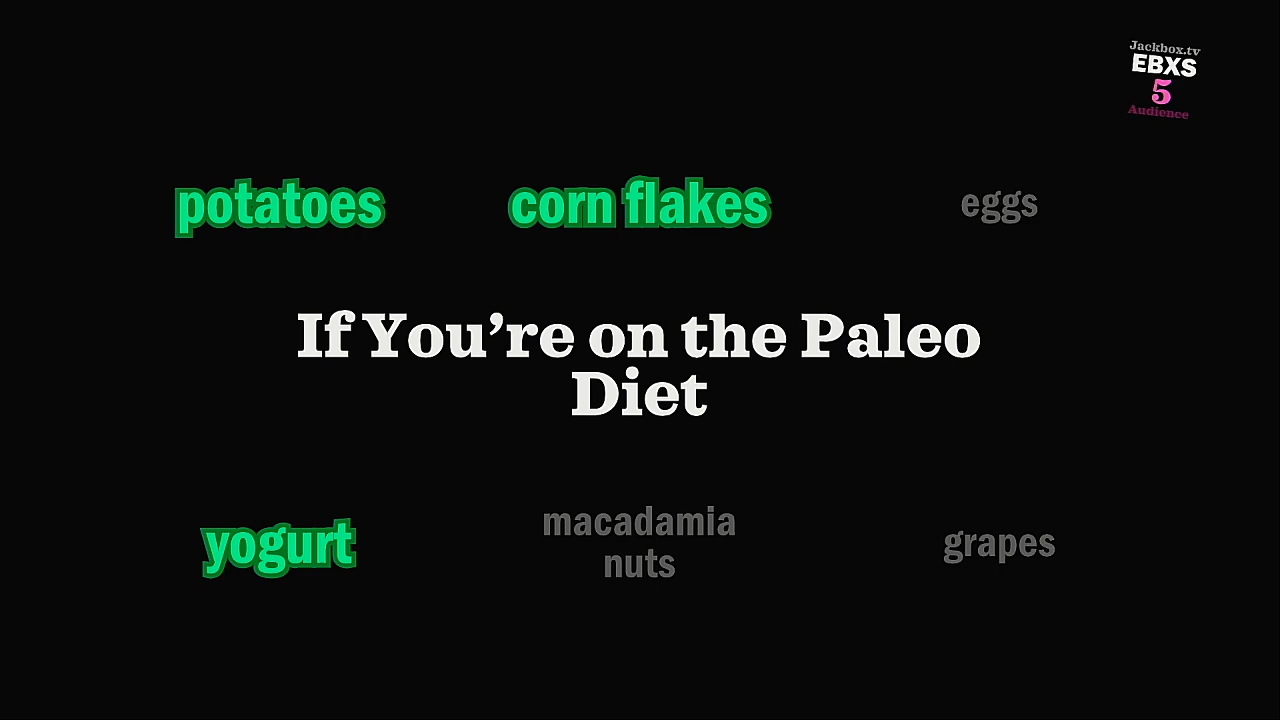 Jackbox.tv
EBXS
5
Audience
potatoes
corn flakes
eggs
If You’re on the Paleo
Diet
yogurt
macadamia
nuts
grapes